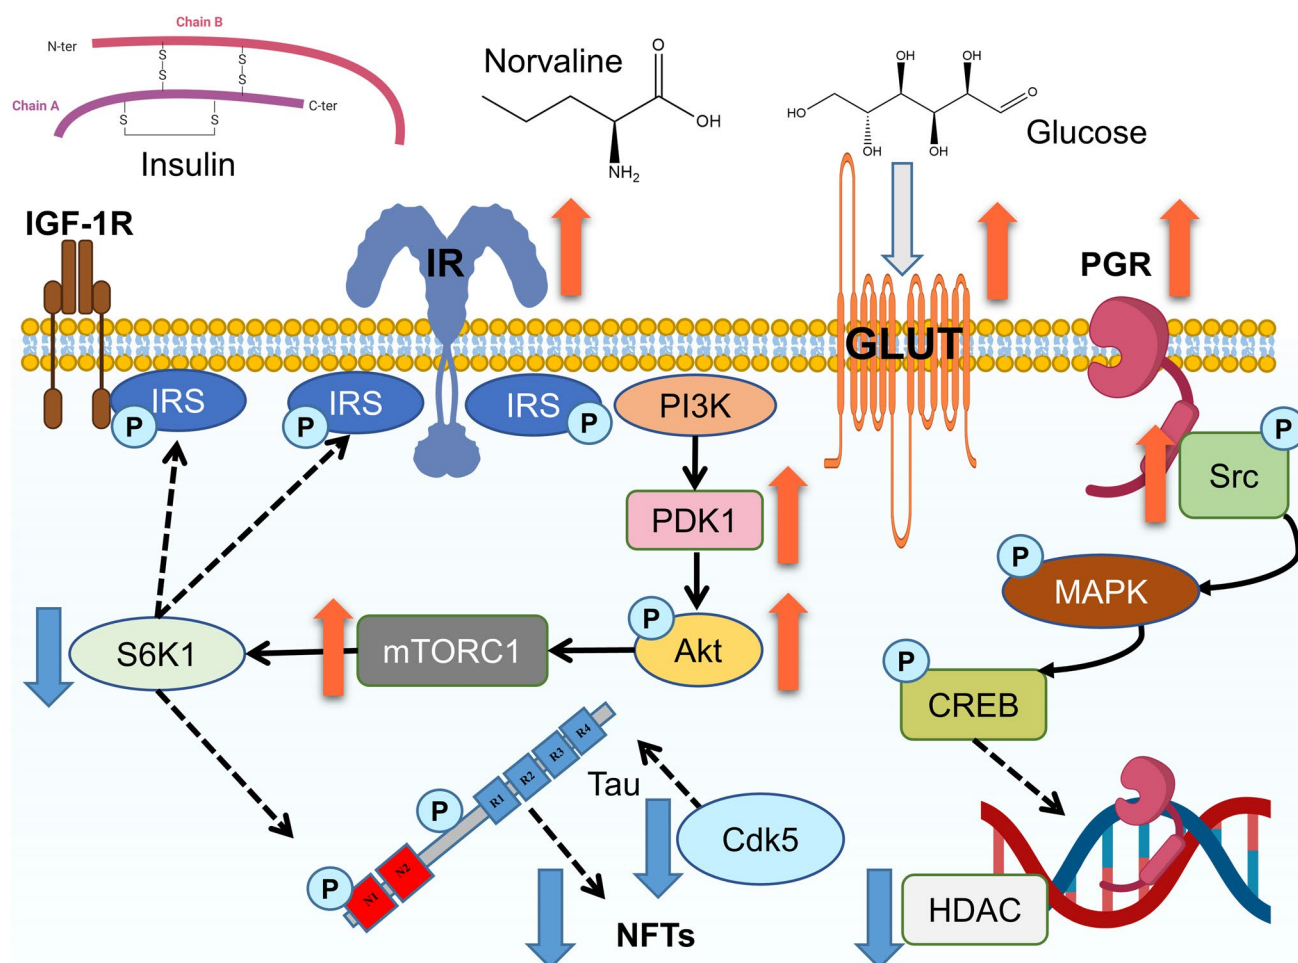 Chain B
N-ter
S
S
S
S
Chain A
C-ter
S
S
Insulin
Norvaline
O
OH
NH2
OH
OH
HO
O
OH
OH
Glucose
IGF-1R
IR
PGR
GLUT
IRS
P
IRS
P
IRS
P
PI3K
P
Src
PDK1
P
MAPK
S6K1
mTORC1
P
Akt
P
CREB
R4
R3
R2
R1
Tau
P
Cdk5
P
N2
N1
NFTs
HDAC